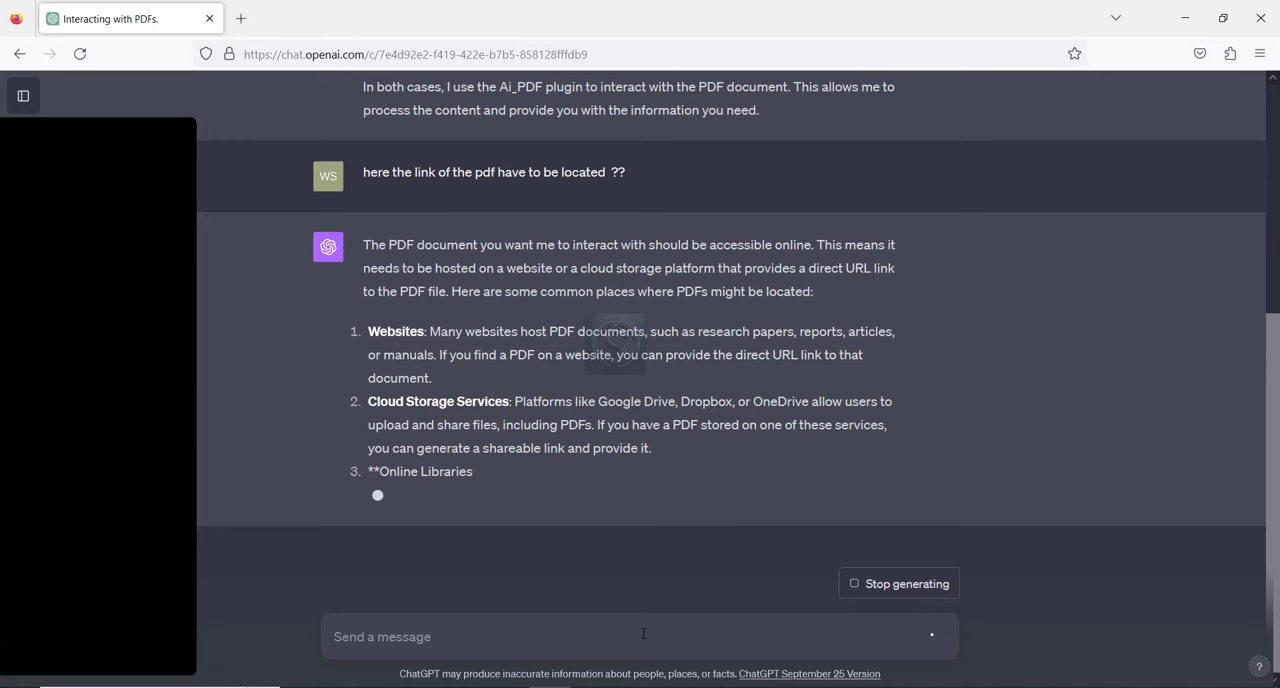 Interacting with PDFs.
https://chat.openai.com/c/7e4d92e2-f419-422e-b7b5-858128fffdb9
In both cases, I use the Ai_PDF plugin to interact with the PDF document. This allows me to
process the content and provide you with the information you need.
WS
here the link of the pdf have to be located ??
The PDF document you want me to interact with should be accessible online. This means it
needs to be hosted on a website or a cloud storage platform that provides a direct URL link
to the PDF file. Here are some common places where PDFs might be located:
1. Websites: Many websites host PDF documents, such as research papers, reports, articles,
or manuals. If you find a PDF on a website, you can provide the direct URL link to that
document.
2. Cloud Storage Services: Platforms like Google Drive, Dropbox, or OneDrive allow users to
upload and share files, including PDFs. If you have a PDF stored on one of these services,
you can generate a shareable link and provide it.
3. **Online Libraries
Stop generating
Send a message
ChatGPT may produce inaccurate information about people, places, or facts. ChatGPT September 25 Version
?